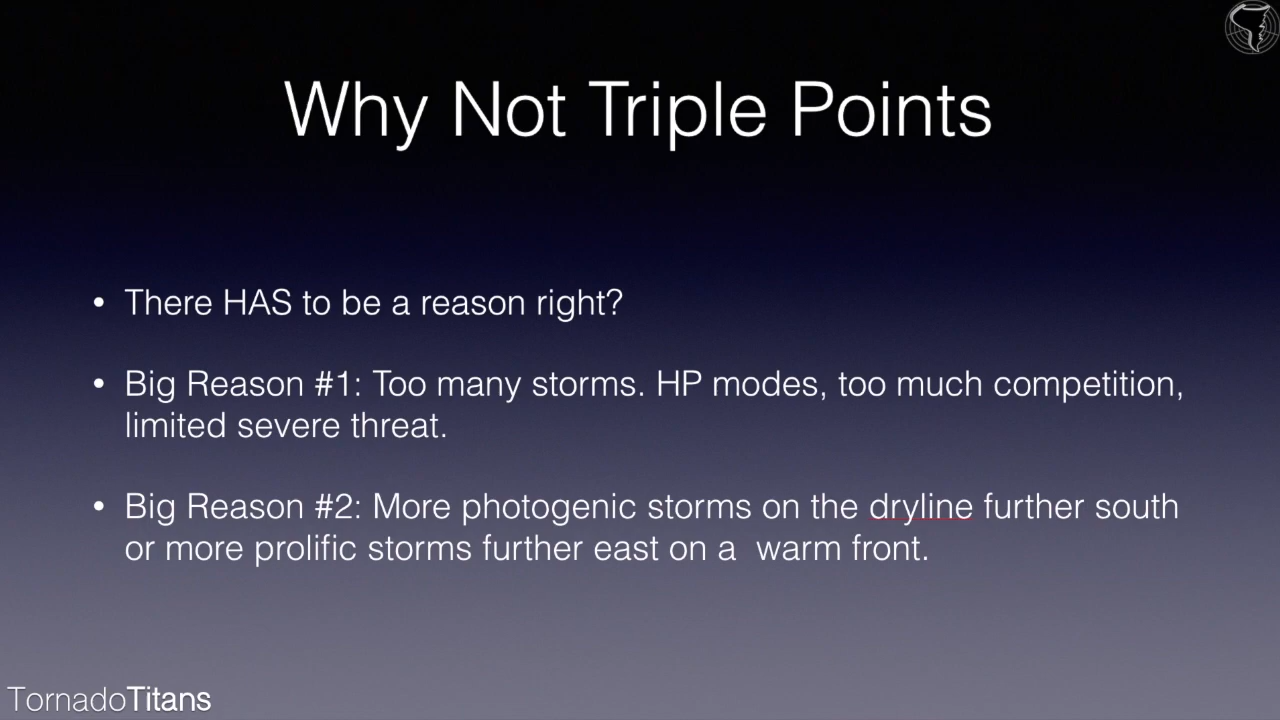 Why Not Triple Points
• There HAS to be a reason right?
• Big Reason #1: Too many storms. HP modes, too much competition,
limited severe threat.
• Big Reason #2: More photogenic storms on the dryline further south
or more prolific storms further east on a  warm front.
TornadoTitans